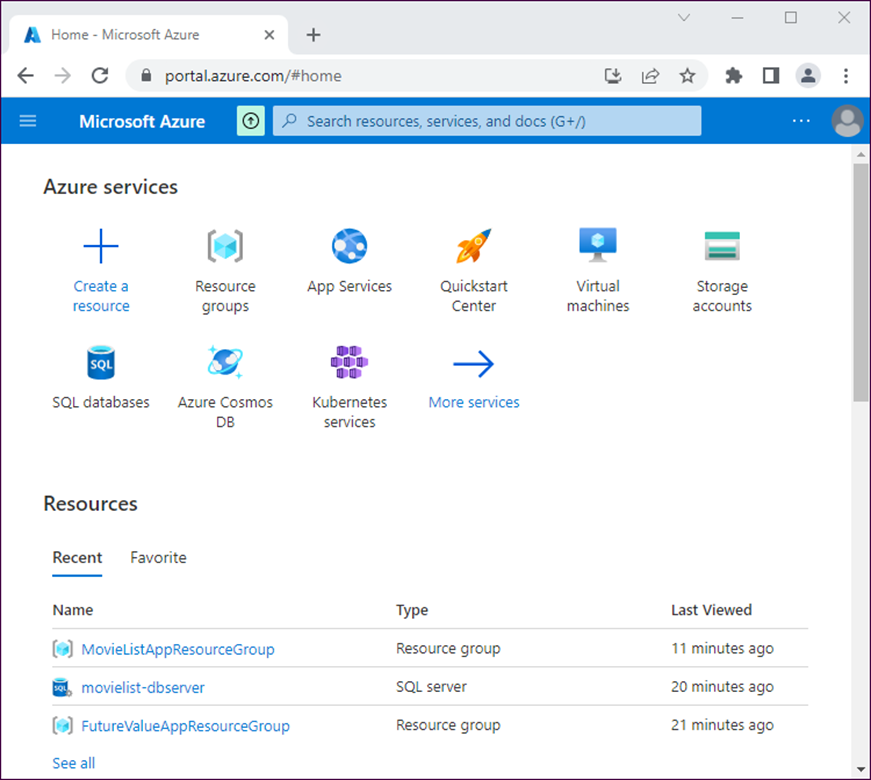 Home - Microsoft Azure
portal.azure.com/#home
Microsoft Azure Search resources, services, and docs (G+/)
Azure services
Create a resource
Resource groups
App Services
Quickstart Center
Virtual machines
Storage accounts
SQL
SQL databases
Azure Cosmos DB
Kubernetes services
More services
Resources
Recent Favorite
Name Type Last Viewed
MovieListAppResourceGroup Resource group 11 minutes ago
SQL movielist-dbserver SQL server 20 minutes ago
FutureValueAppResourceGroup Resource group 21 minutes ago
See all